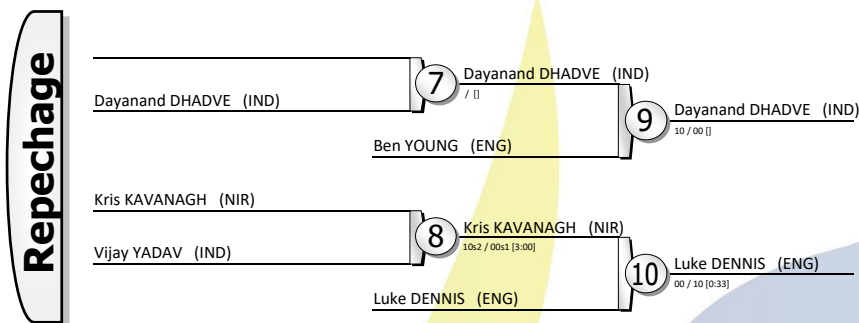 Repechage
Dayanand DHADVE (IND)
7
Dayanand DHADVE (IND)
/ []
Ben YOUNG (ENG)
9
Dayanand DHADVE (IND)
10 / 00 []
Kris KAVANAGH (NIR)
Vijay YADAV (IND)
8
Kris KAVANAGH (NIR)
10s2 / 00s1 [3:00]
Luke DENNIS (ENG)
10
Luke DENNIS (ENG)
00 / 10 [0:33]